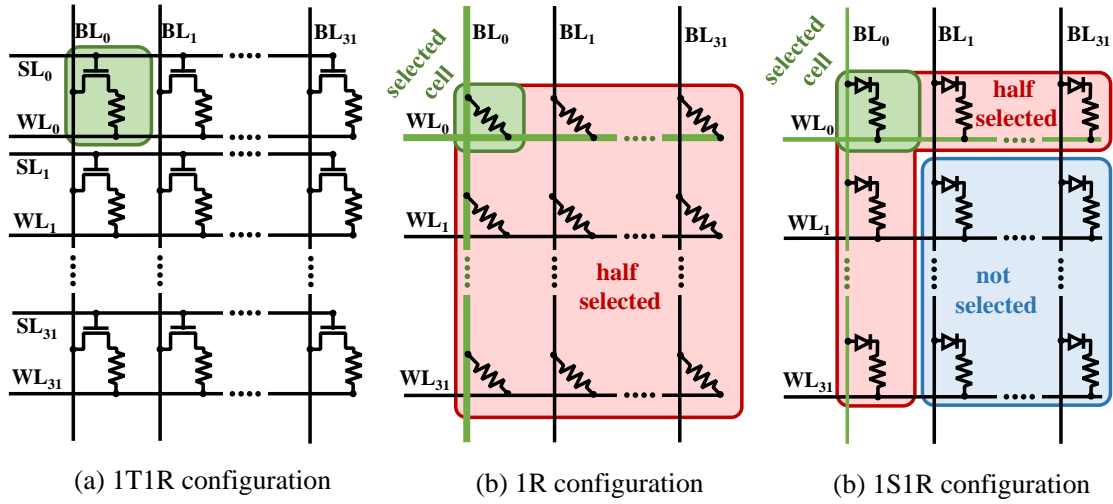 BL0 BL1 BL31
SL0
WL0
SL1
WL1
SL31
WL31
(a) 1T1R configuration
BL0 BL1 BL31
selected
cell
WL0
WL1
half
selected
WL31
(b) 1R configuration
BL0 BL1 BL31
selected
cell
half
selected
WL0
WL1
not
selected
WL31
(b) 1S1R configuration